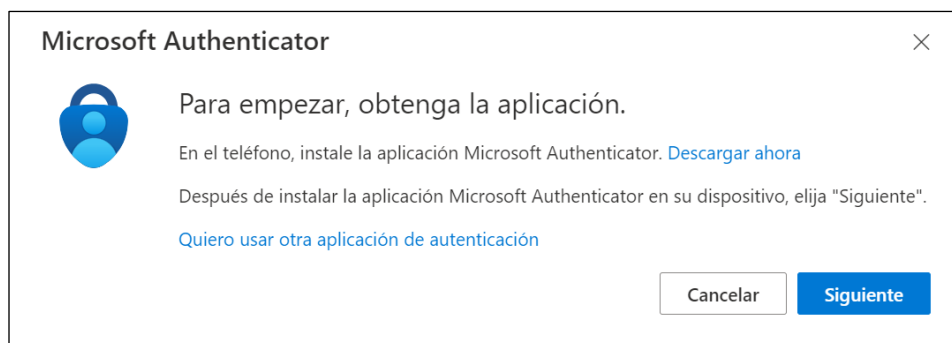 Microsoft Authenticator
Para empezar, obtenga la aplicación.
En el teléfono, instale la aplicación Microsoft Authenticator. Descargar ahora
Después de instalar la aplicación Microsoft Authenticator en su dispositivo, elija "Siguiente".
Quiero usar otra aplicación de autenticación
Cancelar Siguiente